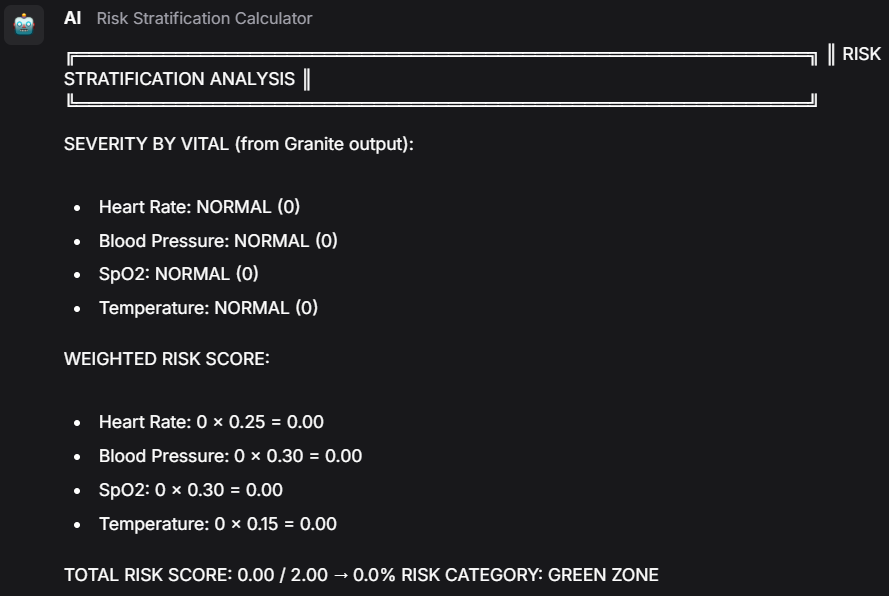 AI Risk Stratification Calculator
╔══════════════════════════════════════════════════════════════╗ ║ RISK
STRATIFICATION ANALYSIS ║
╚══════════════════════════════════════════════════════════════╝
SEVERITY BY VITAL (from Granite output):
• Heart Rate: NORMAL (0)
• Blood Pressure: NORMAL (0)
• SpO2: NORMAL (0)
• Temperature: NORMAL (0)
WEIGHTED RISK SCORE:
• Heart Rate: 0 × 0.25 = 0.00
• Blood Pressure: 0 × 0.30 = 0.00
• SpO2: 0 × 0.30 = 0.00
• Temperature: 0 × 0.15 = 0.00
TOTAL RISK SCORE: 0.00 / 2.00 → 0.0% RISK CATEGORY: GREEN ZONE